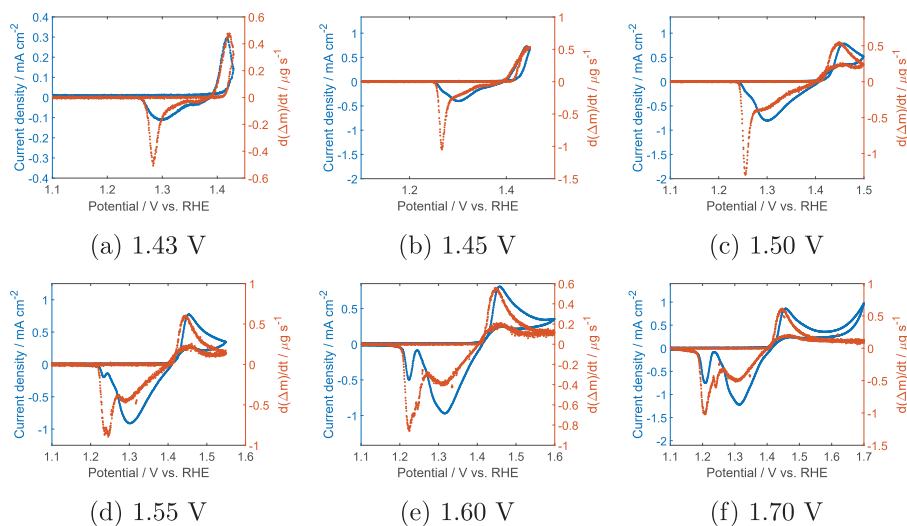 0.4
0.3
0.2
0.1
0
-0.1
-0.2
-0.3
-0.4
Current density / mA cm-2
1.1 1.2 1.3 1.4
Potential / V vs. RHE
0.6
0.4
0.2
0
-0.2
-0.4
-0.6
d(Δm)/dt / μg s-1
(a) 1.43 V
1
0.5
0
-0.5
-1
-1.5
-2
Current density / mA cm-2
1.2 1.4
Potential / V vs. RHE
1
0.5
0
-0.5
-1
-1.5
d(Δm)/dt / μg s-1
(b) 1.45 V
1
0.5
0
-0.5
-1
-1.5
-2
Current density / mA cm-2
1.1 1.2 1.3 1.4 1.5
Potential / V vs. RHE
0.5
0
-0.5
-1
d(Δm)/dt / μg s-1
(c) 1.50 V
1
0.5
0
-0.5
-1
Current density / mA cm-2
1.1 1.2 1.3 1.4 1.5 1.6
Potential / V vs. RHE
1
0.5
0
-0.5
-1
d(Δm)/dt / μg s-1
(d) 1.55 V
0.5
0
-0.5
-1
Current density / mA cm-2
1.1 1.2 1.3 1.4 1.5 1.6
Potential / V vs. RHE
0.6
0.4
0.2
0
-0.2
-0.4
-0.6
-0.8
-1
d(Δm)/dt / μg s-1
(e) 1.60 V
1
0.5
0
-0.5
-1
-1.5
-2
Current density / mA cm-2
1.1 1.2 1.3 1.4 1.5 1.6 1.7
Potential / V vs. RHE
1
0.5
0
-0.5
-1
-1.5
d(Δm)/dt / μg s-1
(f) 1.70 V